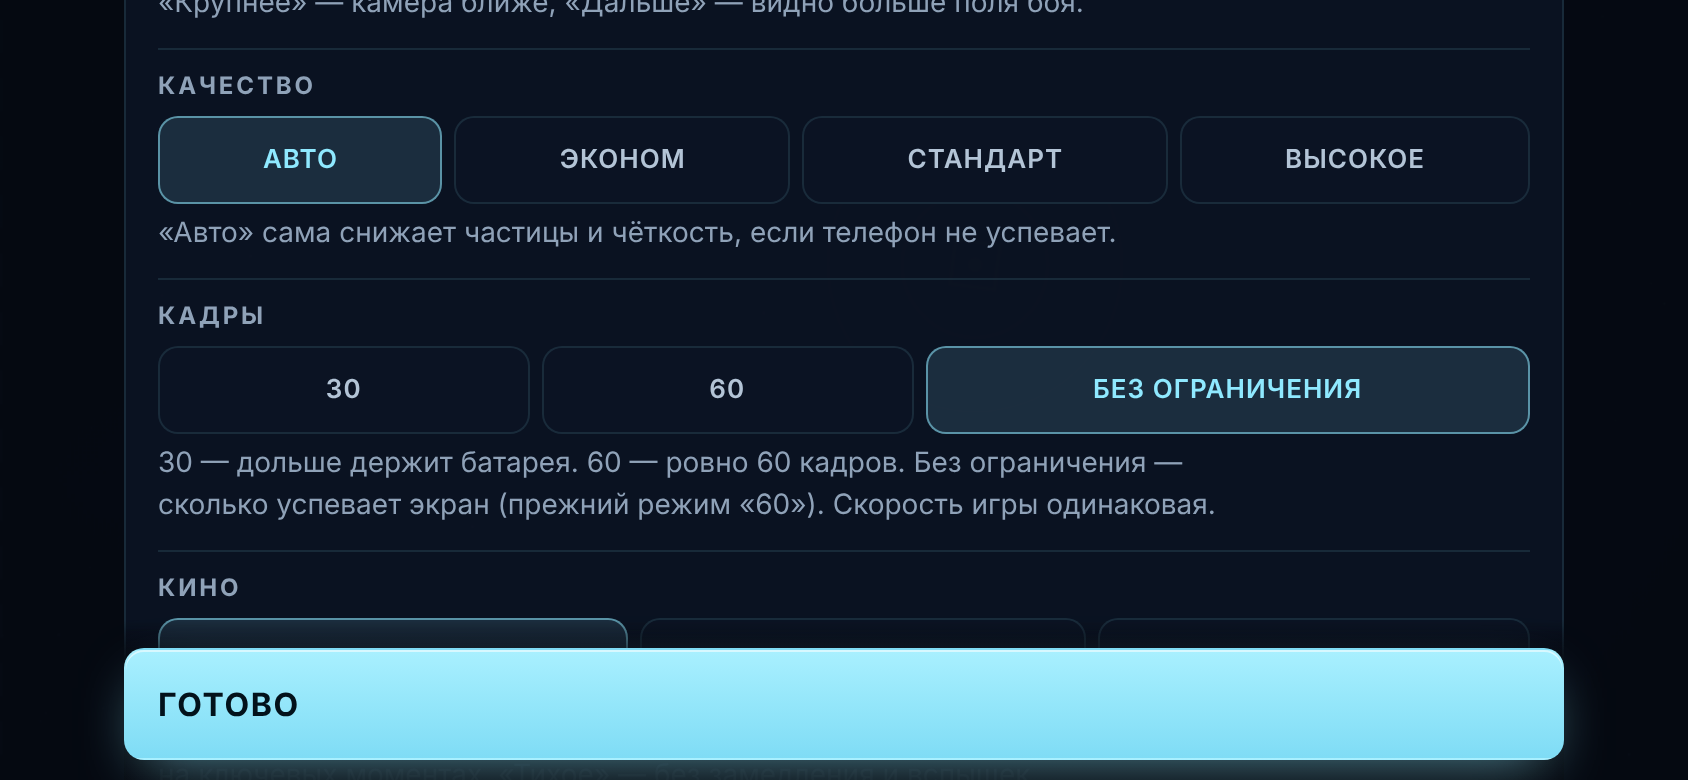 «Крупнее» — камера ближе, «Дальше» — видно больше поля боя.
КАЧЕСТВО
АВТО
ЭКОНОМ
СТАНДАРТ
ВЫСОКОЕ
«Авто» сама снижает частицы и чёткость, если телефон не успевает.
КАДРЫ
30
60
БЕЗ ОГРАНИЧЕНИЯ
30 — дольше держит батарея. 60 — ровно 60 кадров. Без ограничения —
сколько успевает экран (прежний режим «60»). Скорость игры одинаковая.
КИНО
ГОТОВО